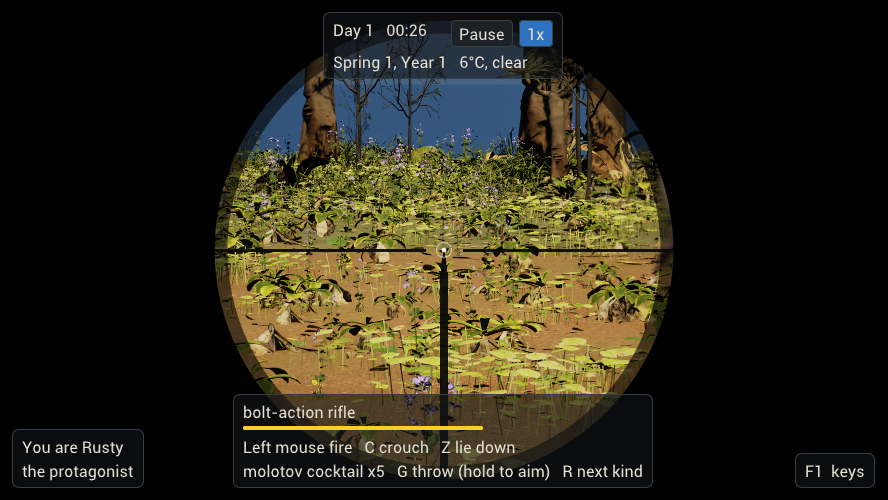 Day 1 00:26 Pause 1x
Spring 1, Year 1 6°C, clear
bolt-action rifle
Left mouse fire C crouch Z lie down
molotov cocktail x5 G throw (hold to aim) R next kind
You are Rusty
the protagonist
F1 keys